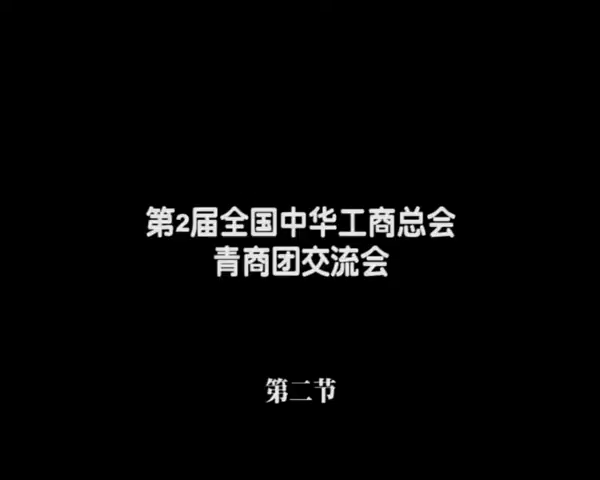 第2届全国中华工商总会
青商团交流会
第二节